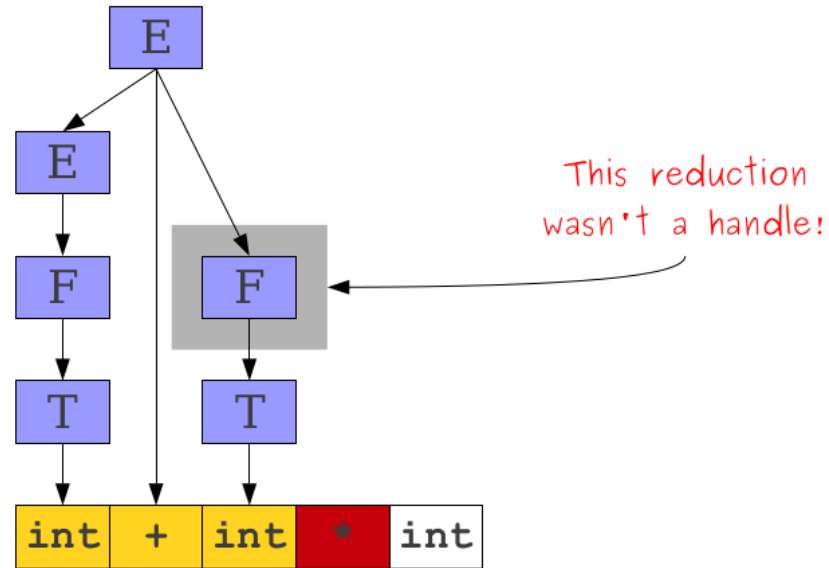 E
E
This reduction
wasn't a handle!
F
F
T
T
int + int * int